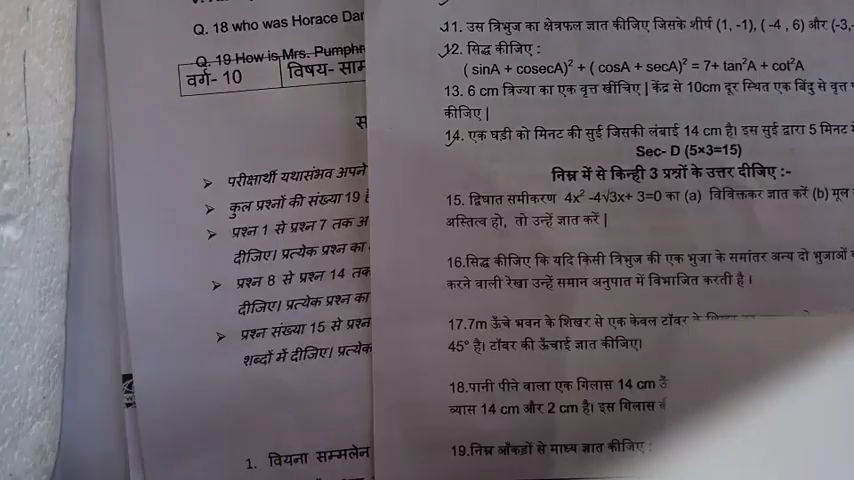 Q. 18 who was Horace Dar
Q. 19 How is Mrs. Pumphr
वर्ग- 10
विषय- साम
स
➢ परीक्षार्थी यथासंभव अपने
➢ कुल प्रश्नों की संख्या 19 है
➢ प्रश्न 1 से प्रश्न 7 तक अ
दीजिए। प्रत्येक प्रश्न का
➢ प्रश्न 8 से प्रश्न 14 तक
दीजिए। प्रत्येक प्रश्न का
➢ प्रश्न संख्या 15 से प्रश्न
शब्दों में दीजिए। प्रत्येक
1. वियना सम्मलेन
11. उस त्रिभुज का क्षेत्रफल ज्ञात कीजिए जिसके शीर्ष (1, -1), ( -4 , 6) और (-3,
12. सिद्ध कीजिए :
( sinA + cosecA)² + ( cosA + secA)² = 7+ tan²A + cot²A
13. 6 cm त्रिज्या का एक वृत्त खींचिए | केंद्र से 10cm दूर स्थित एक बिंदु से वृत्त
कीजिए |
14. एक घड़ी को मिनट की सुई जिसकी लंबाई 14 cm है। इस सुई द्वारा 5 मिनट
Sec- D (5×3=15)
निम्न में से किन्ही 3 प्रश्नों के उत्तर दीजिए :-
15. द्विघात समीकरण 4x² -4√3x+ 3=0 का (a) विविक्तकर ज्ञात करें (b) मूल
अस्तित्व हो, तो उन्हें ज्ञात करें |
16.सिद्ध कीजिए कि यदि किसी त्रिभुज की एक भुजा के समांतर अन्य दो भुजाओं
करने वाली रेखा उन्हें समान अनुपात में विभाजित करती है ।
17.7m ऊँचे भवन के शिखर से एक केवल टॉवर के
45° है। टॉवर की ऊँचाई ज्ञात कीजिए।
18.पानी पीने वाला एक गिलास 14 cm ऊँ
व्यास 14 cm और 2 cm है। इस गिलास
19.निम्न आँकड़ों से माध्य ज्ञात कीजिए :